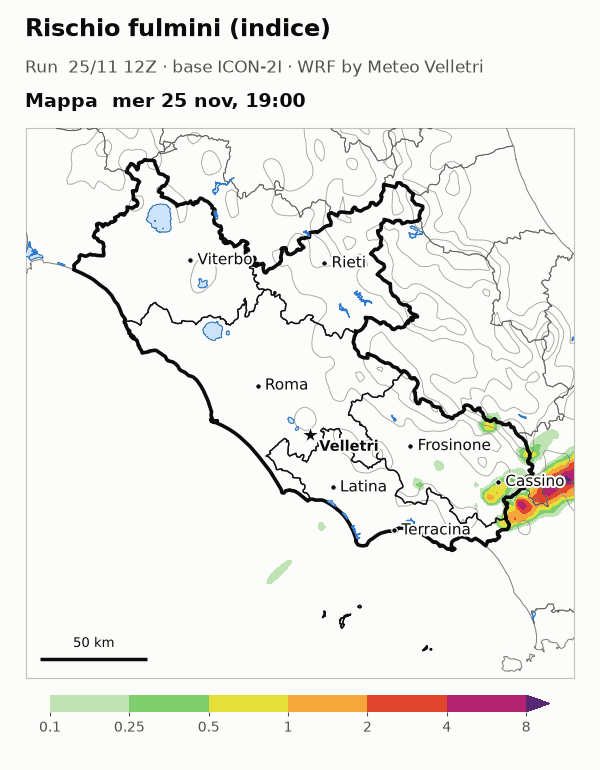 Rischio fulmini (indice)
Run  25/11 12Z · base ICON-2I · WRF by Meteo Velletri
Mappa  mer 25 nov, 19:00
Viterbo
Rieti
Roma
Velletri
Frosinone
Cassino
Latina
Terracina
50 km
0.1 0.25 0.5 1 2 4 8